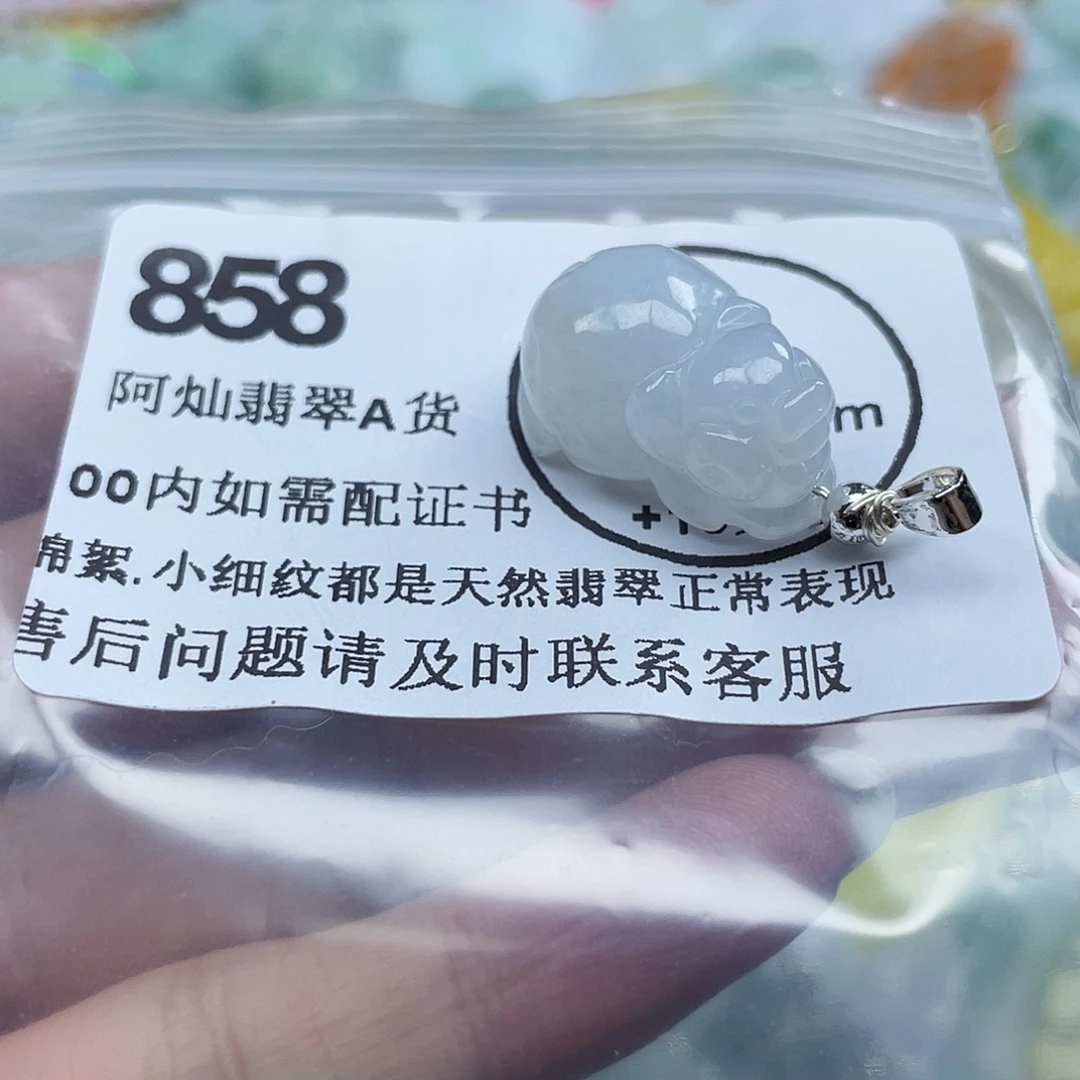 858
阿灿翡翠A货
m
00内如需配证书
+1
棉絮.小细纹都是天然翡翠正常表现
售后问题请及时联系客服